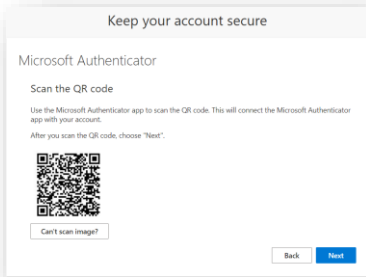 Keep your account secure
Microsoft Authenticator
Scan the QR code
Use the Microsoft Authenticator app to scan the QR code. This will connect the Microsoft Authenticator
app with your account.
After you scan the QR code, choose "Next".
Can't scan image?
Back Next